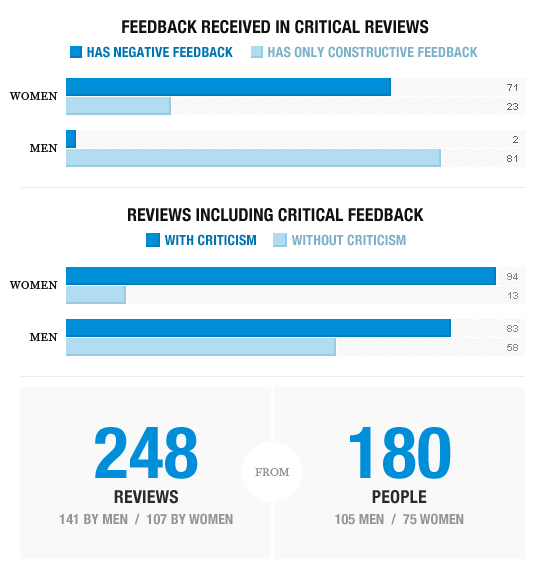 FEEDBACK RECEIVED IN CRITICAL REVIEWS
HAS NEGATIVE FEEDBACK HAS ONLY CONSTRUCTIVE FEEDBACK
WOMEN 71
23
MEN 2
81
REVIEWS INCLUDING CRITICAL FEEDBACK
WITH CRITICISM WITHOUT CRITICISM
WOMEN 94
13
MEN 83
58
248 FROM 180
REVIEWS PEOPLE
141 BY MEN / 107 BY WOMEN 105 MEN / 75 WOMEN